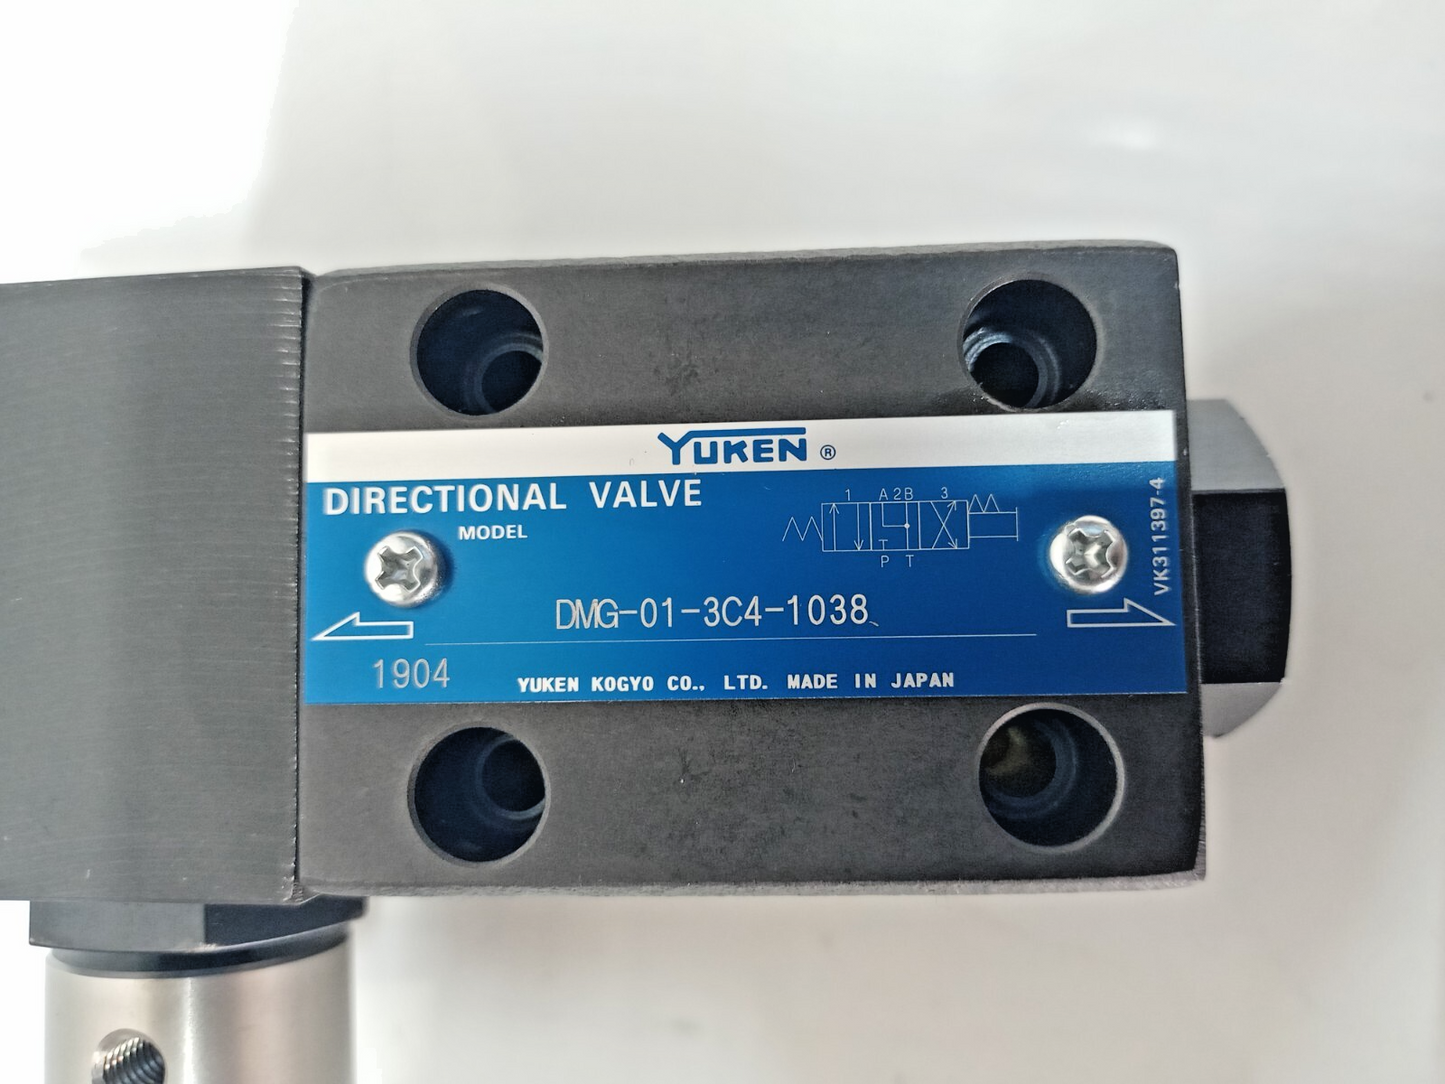 YUKEN ®
DIRECTIONAL VALVE
MODEL
1 A 2 B 3
T
P T
DMG-01-3C4-1038
1904
YUKEN KOGYO CO., LTD. MADE IN JAPAN
VK311397-4